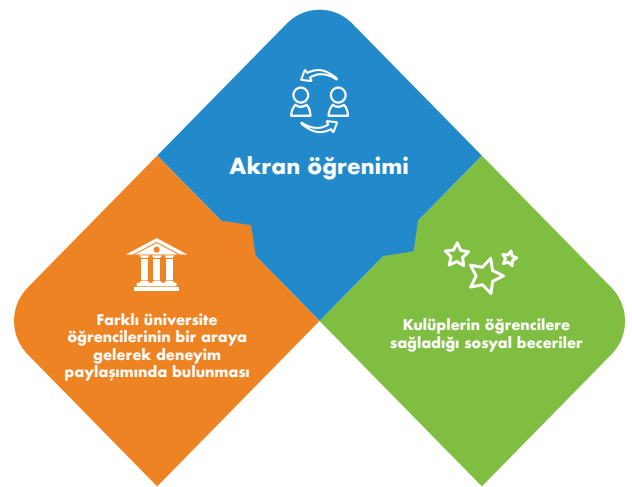 Akran öğrenimi
Farklı üniversite
öğrencilerinin bir araya
gelerek deneyim
paylaşımında bulunması
Kulüplerin öğrencilere
sağladığı sosyal beceriler